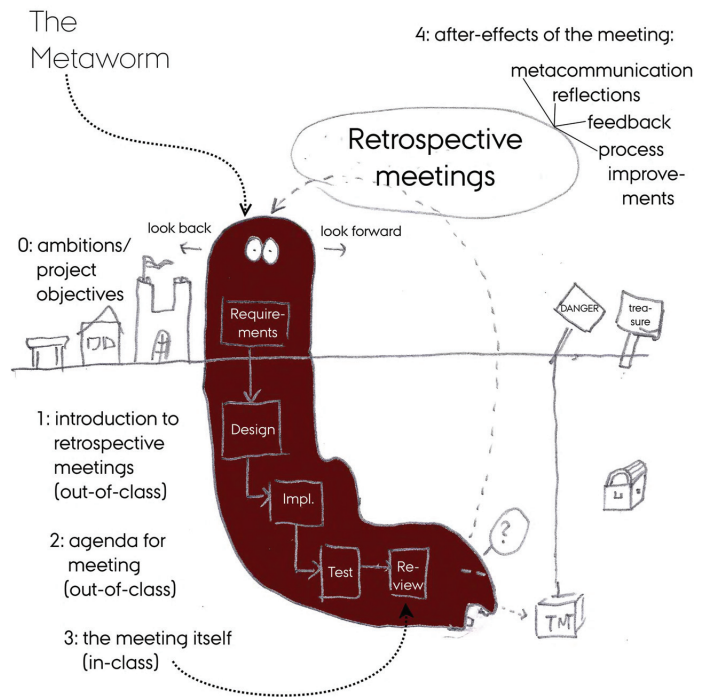 The
Metaworm
4: after-effects of the meeting:
metacommunication
reflections
feedback
process
improve-
ments
Retrospective
meetings
look back
look forward
0: ambitions/
project
objectives
Require-
ments
DANGER
trea-
sure
1: introduction to
retrospective
meetings
(out-of-class)
Design
Impl.
2: agenda for
meeting
(out-of-class)
?
Test
Re-
view
TNT
3: the meeting itself
(in-class)